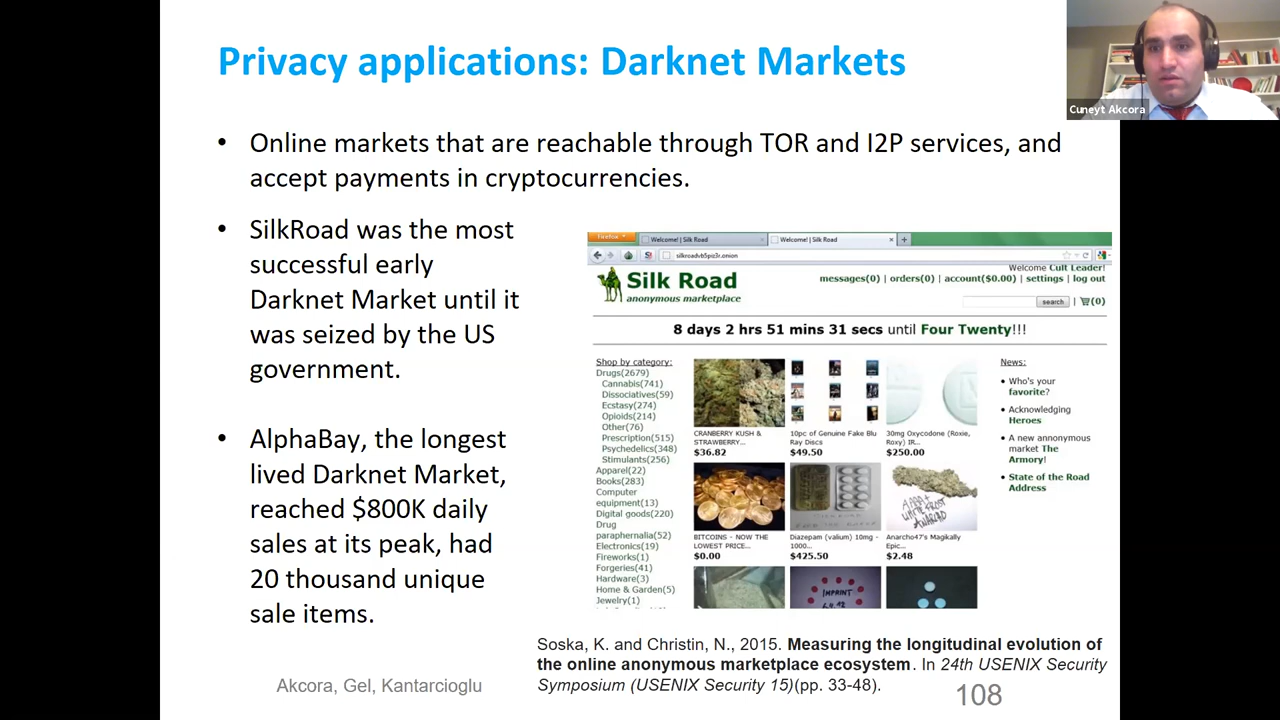 Privacy applications: Darknet Markets
Cuneyt Akcora
• Online markets that are reachable through TOR and I2P services, and
accept payments in cryptocurrencies.
• SilkRoad was the most
successful early
Darknet Market until it
was seized by the US
government.
• AlphaBay, the longest
lived Darknet Market,
reached $800K daily
sales at its peak, had
20 thousand unique
sale items.
Firefox
Welcome! | Silk Road
Welcome! | Silk Road
silkroadvb5piz3r.onion
Silk Road
anonymous marketplace
Welcome Cult Leader!
messages(0) | orders(0) | account($0.00) | settings | log out
search | (0)
8 days 2 hrs 51 mins 31 secs until Four Twenty!!!
Shop by category:
Drugs(2679)
Cannabis(741)
Dissociatives(59)
Ecstasy(274)
Opioids(214)
Other(76)
Prescription(515)
Psychedelics(348)
Stimulants(256)
Apparel(22)
Books(283)
Computer
equipment(13)
Digital goods(220)
Drug
paraphernalia(52)
Electronics(19)
Fireworks(1)
Forgeries(41)
Hardware(3)
Home & Garden(5)
Jewelry(1)
CRANBERRY KUSH &
STRAWBERRY...
$36.82
10pc of Genuine Fake Blu
Ray Discs
$49.50
30mg Oxycodone (Roxie,
Roxy) IR...
$250.00
BITCOINS - NOW THE
LOWEST PRICE...
$0.00
Diazepam (valium) 10mg -
1000...
$425.50
Anarcho47's Magikally
Epic...
$2.48
IMPRINT
News:
• Who's your
favorite?
• Acknowledging
Heroes
• A new annonymous
market The
Armory!
• State of the Road
Address
Soska, K. and Christin, N., 2015. Measuring the longitudinal evolution of
the online anonymous marketplace ecosystem. In 24th USENIX Security
Symposium (USENIX Security 15)(pp. 33-48).
Akcora, Gel, Kantarcioglu
108